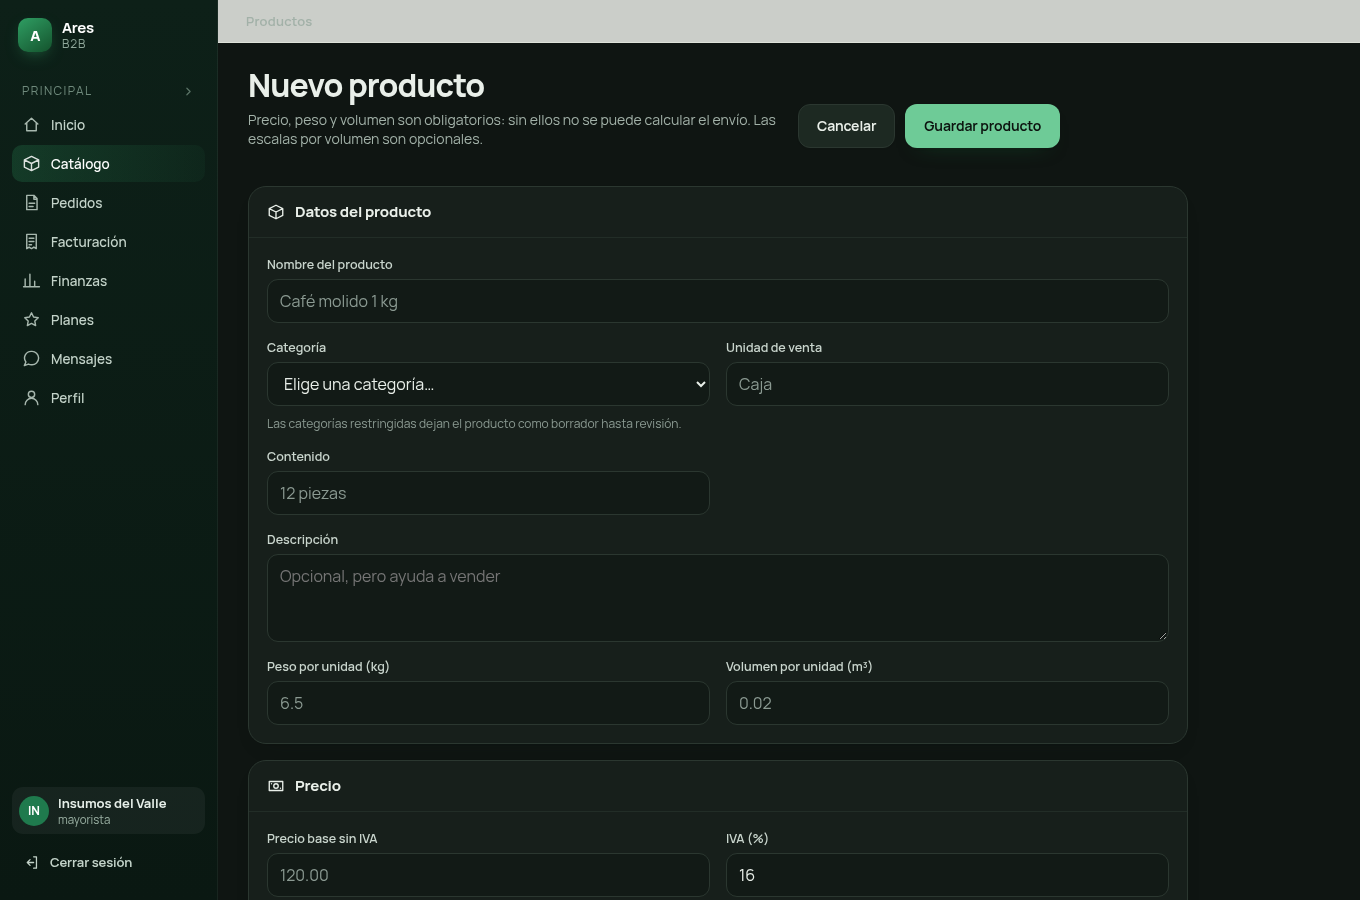 A
Ares
B2B
PRINCIPAL
Inicio
Catálogo
Pedidos
Facturación
Finanzas
Planes
Mensajes
Perfil
IN
Insumos del Valle
mayorista
Cerrar sesión
Productos
Nuevo producto
Precio, peso y volumen son obligatorios: sin ellos no se puede calcular el envío. Las
escalas por volumen son opcionales.
Cancelar
Guardar producto
Datos del producto
Nombre del producto
Café molido 1 kg
Categoría
Unidad de venta
Elige una categoría…
Caja
Las categorías restringidas dejan el producto como borrador hasta revisión.
Contenido
12 piezas
Descripción
Opcional, pero ayuda a vender
Peso por unidad (kg)
Volumen por unidad (m³)
6.5
0.02
Precio
Precio base sin IVA
IVA (%)
120.00
16